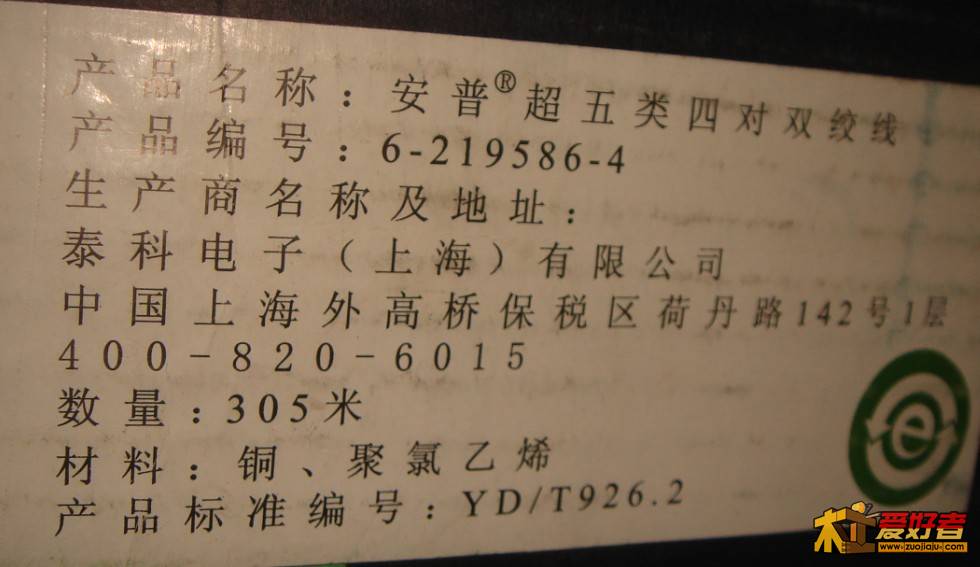 产品名称：安普®超五类四对双绞线
产品编号：6-219586-4
生产商名称及地址：
泰科电子（上海）有限公司
中国上海外高桥保税区荷丹路142号1层
400-820-6015
数量：305米
材料：铜、聚氯乙烯
产品标准编号：YD/T926.2
e
爱好者
www.zuojiaju.com